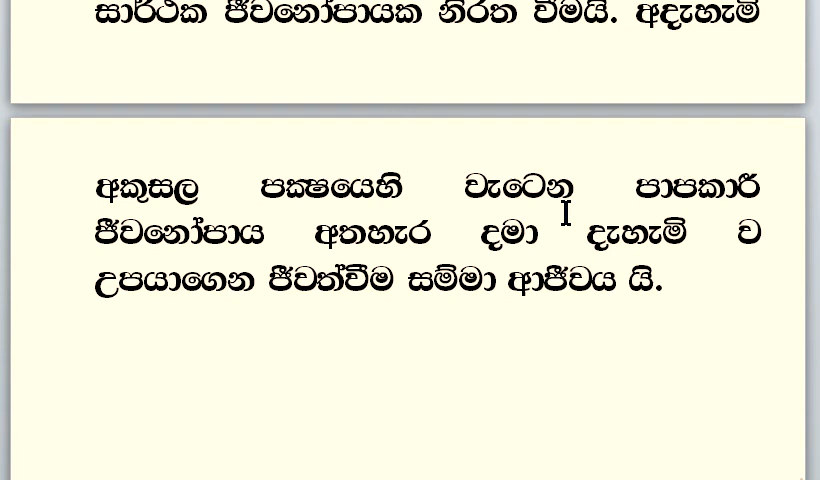 සාර්ථක ජීවනෝපායක නිරත වීමයි. අදැහැමි
අකුසල පක්‍ෂයෙහි වැටෙන පාපකාරී
ජීවනෝපාය අතහැර දමා දැහැමි ව
උපයාගෙන ජීවත්වීම සම්මා ආජීවය යි.